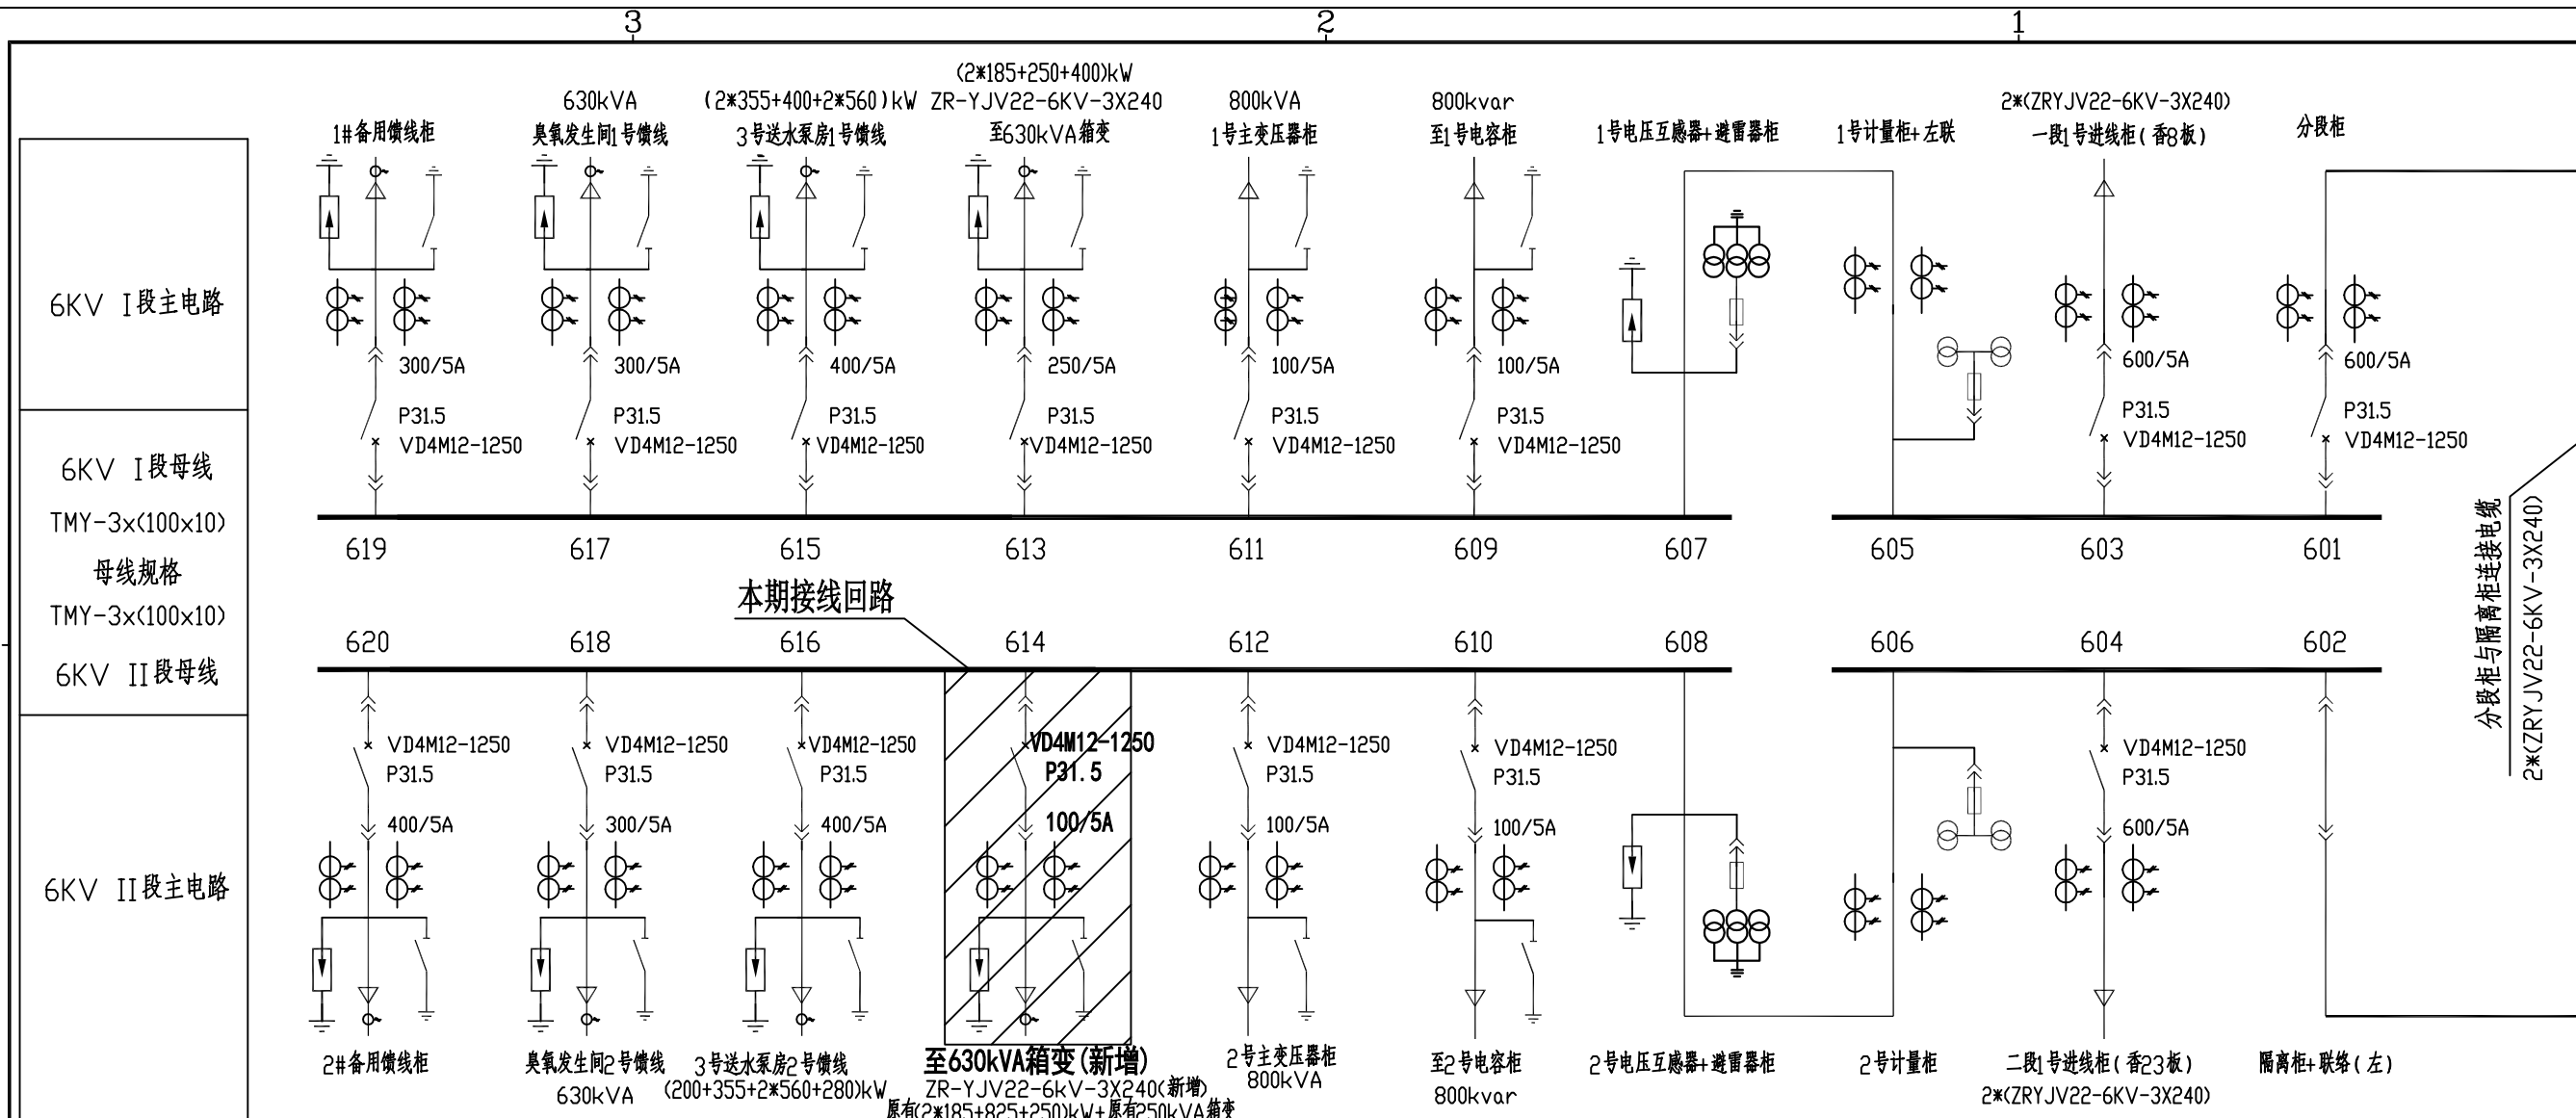 3 2 1
(2*185+250+400)kW
630kVA (2*355+400+2*560)kW ZR-YJV22-6KV-3X240 800kVA 800kvar 2*(ZRYJV22-6KV-3X240)
1#备用馈线柜 臭氧发生间1号馈线 3号送水泵房1号馈线 至630kVA箱变 1号主变压器柜 至1号电容柜 1号电压互感器+避雷器柜 1号计量柜+左联 一段1号进线柜(香8板) 分段柜
6KV I段主电路
300/5A 300/5A 400/5A 250/5A 100/5A 100/5A 600/5A 600/5A
P31.5 P31.5 P31.5 P31.5 P31.5 P31.5 P31.5 P31.5
VD4M12-1250 VD4M12-1250 VD4M12-1250 VD4M12-1250 VD4M12-1250 VD4M12-1250 VD4M12-1250 VD4M12-1250
6KV I段母线
TMY-3x(100x10)
619 617 615 613 611 609 607 605 603 601
母线规格
本期接线回路
TMY-3x(100x10)
620 618 616 614 612 610 608 606 604 602
6KV II段母线
分段柜与隔离柜连接电缆
2*(ZRYJV22-6KV-3X240)
VD4M12-1250 VD4M12-1250 VD4M12-1250 VD4M12-1250 VD4M12-1250 VD4M12-1250 VD4M12-1250
P31.5 P31.5 P31.5 P31.5 P31.5 P31.5 P31.5
400/5A 300/5A 400/5A 100/5A 100/5A 100/5A 600/5A
6KV II段主电路
2#备用馈线柜 臭氧发生间2号馈线 3号送水泵房2号馈线 至630kVA箱变(新增) 2号主变压器柜 至2号电容柜 2号电压互感器+避雷器柜 2号计量柜 二段1号进线柜(香23板) 隔离柜+联络(左)
630kVA (200+355+2*560+280)kW ZR-YJV22-6kV-3X240(新增) 800kVA 800kvar 2*(ZRYJV22-6KV-3X240)
原有(2*185+825+250)kW+原有250kVA箱变